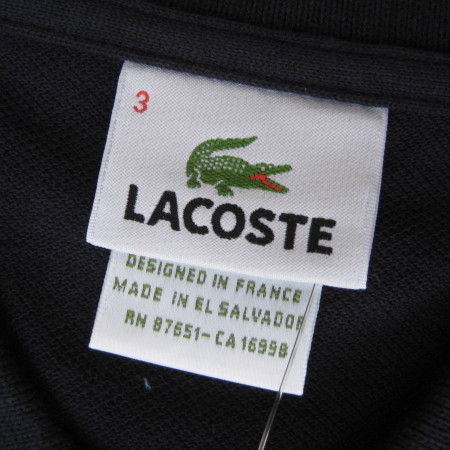 3
LACOSTE
DESIGNED IN FRANCE
MADE IN EL SALVADOR
RN 87651-CA 16998